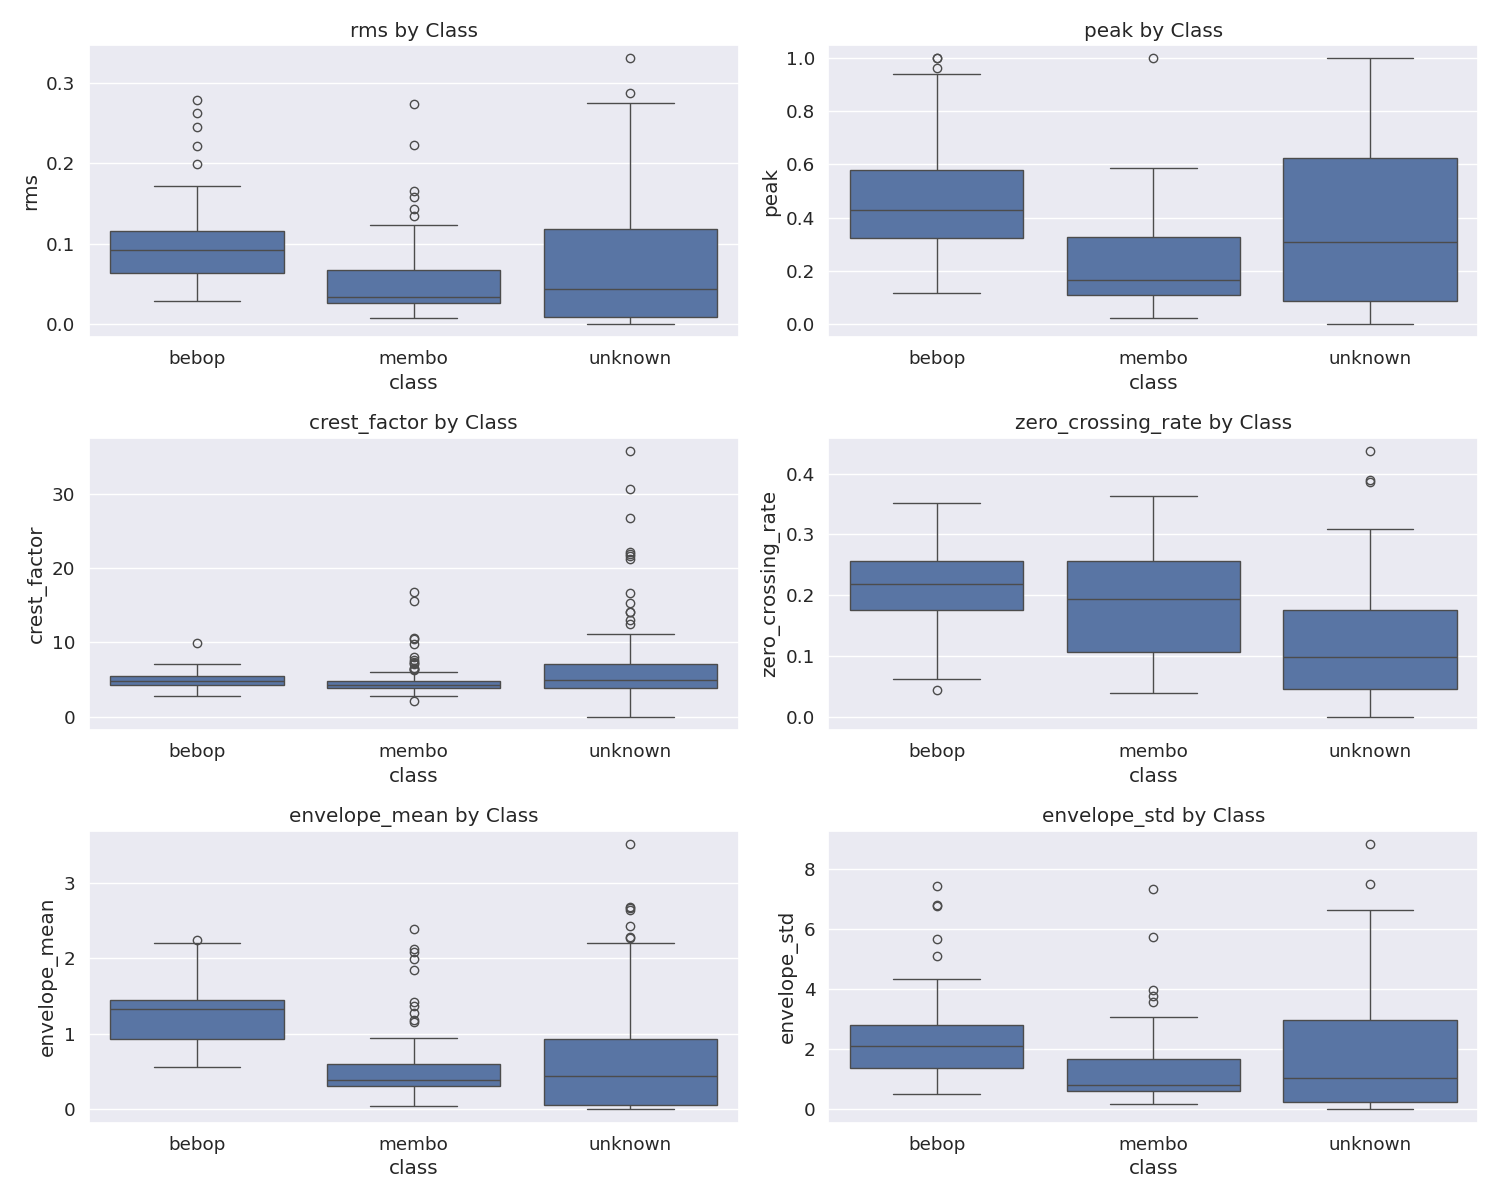 rms by Class
0.3
0.2
0.1
0.0
rms
bebop
membo
unknown
class
peak by Class
1.0
0.8
0.6
0.4
0.2
0.0
peak
bebop
membo
unknown
class
crest_factor by Class
30
20
10
0
crest_factor
bebop
membo
unknown
class
zero_crossing_rate by Class
0.4
0.3
0.2
0.1
0.0
zero_crossing_rate
bebop
membo
unknown
class
envelope_mean by Class
3
2
1
0
envelope_mean
bebop
membo
unknown
class
envelope_std by Class
8
6
4
2
0
envelope_std
bebop
membo
unknown
class